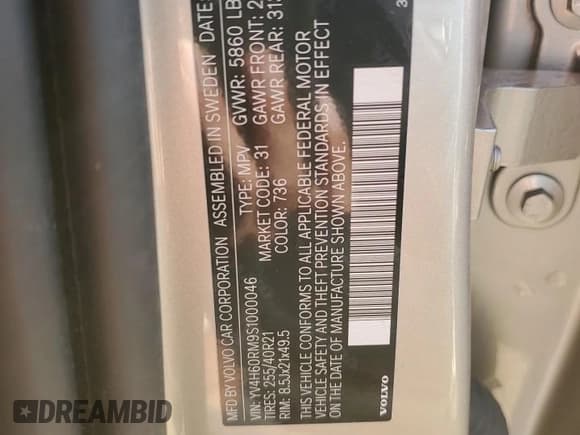 MFD BY VOLVO CAR CORPORATION ASSEMBLED IN SWEDEN DATE:
VIN: YV4H60RM9S1000046 TYPE: MPV GVWR: 5860 LB
TIRES: 255/40R21 MARKET CODE: 31 GAWR FRONT: 2
RIM: 8.5Jx21x49.5 COLOR: 736 GAWR REAR: 313
THIS VEHICLE CONFORMS TO ALL APPLICABLE FEDERAL MOTOR
VEHICLE SAFETY AND THEFT PREVENTION STANDARDS, IN EFFECT
ON THE DATE OF MANUFACTURE SHOWN ABOVE.
VOLVO
3
DREAMBID